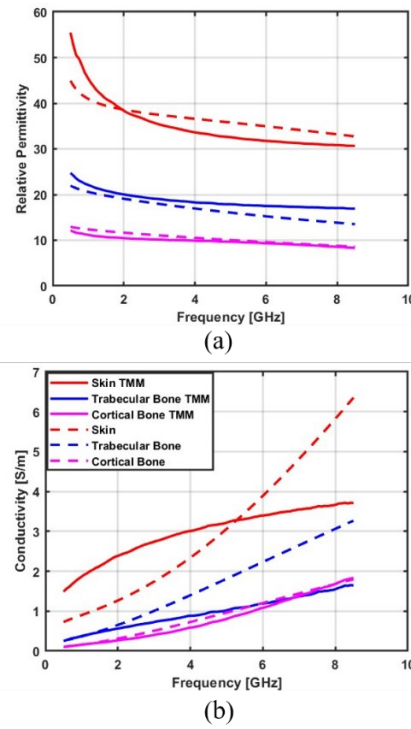 60
50
40
30
20
10
0
Relative Permittivity
0 2 4 6 8 10
Frequency [GHz]
(a)
7
6
5
4
3
2
1
0
Conductivity [S/m]
Skin TMM
Trabecular Bone TMM
Cortical Bone TMM
Skin
Trabecular Bone
Cortical Bone
0 2 4 6 8 10
Frequency [GHz]
(b)